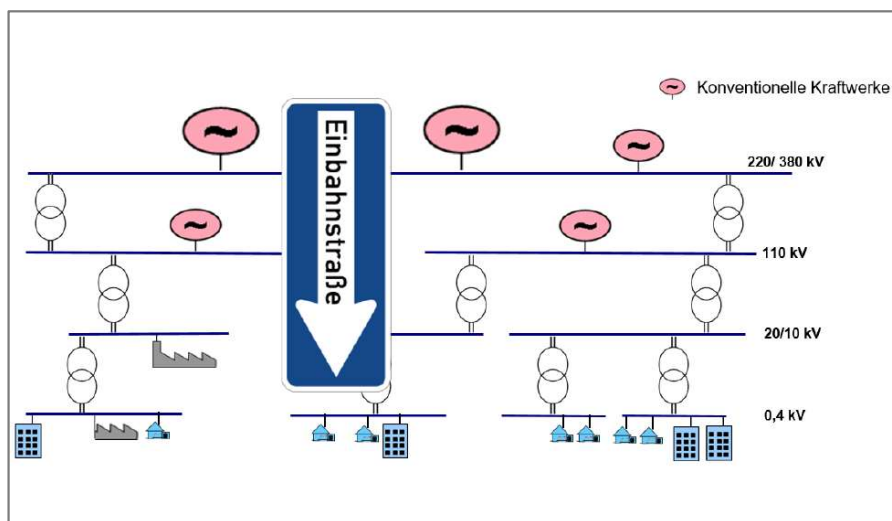 Konventionelle Kraftwerke
Einbahnstraße
220/ 380 kV
110 kV
20/10 kV
0,4 kV